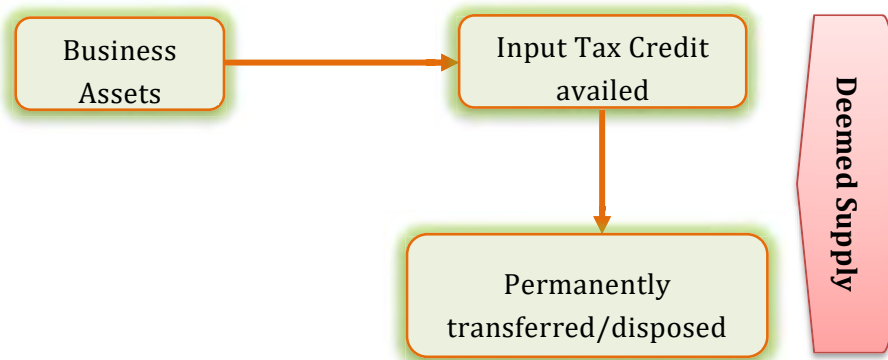 Business
Assets
Input Tax Credit
availed
Permanently
transferred/disposed
Deemed Supply